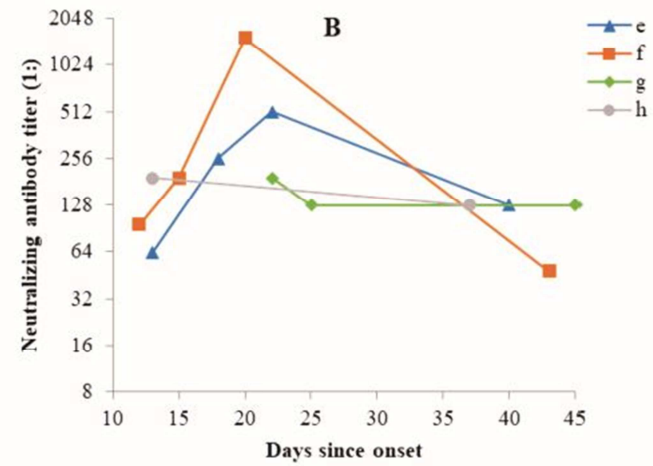 B
Neutralizing antibody titer (1:)
2048
1024
512
256
128
64
32
16
8
10 15 20 25 30 35 40 45
Days since onset
e
f
g
h